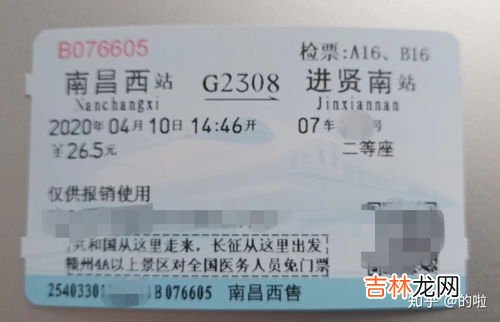 B076605 检票:A16、B16
南昌西站 G2308 进贤南站
Nanchangxi Jinxiannan
2020年04月10日14:46开 07车 号
￥26.5元 二等座
仅供报销使用
共和国从这里走来，长征从这里出发
赣州4A以上景区对全国医务人员免门票
2540330 B076605 南昌西售
吉林龙网
知乎 @的啦